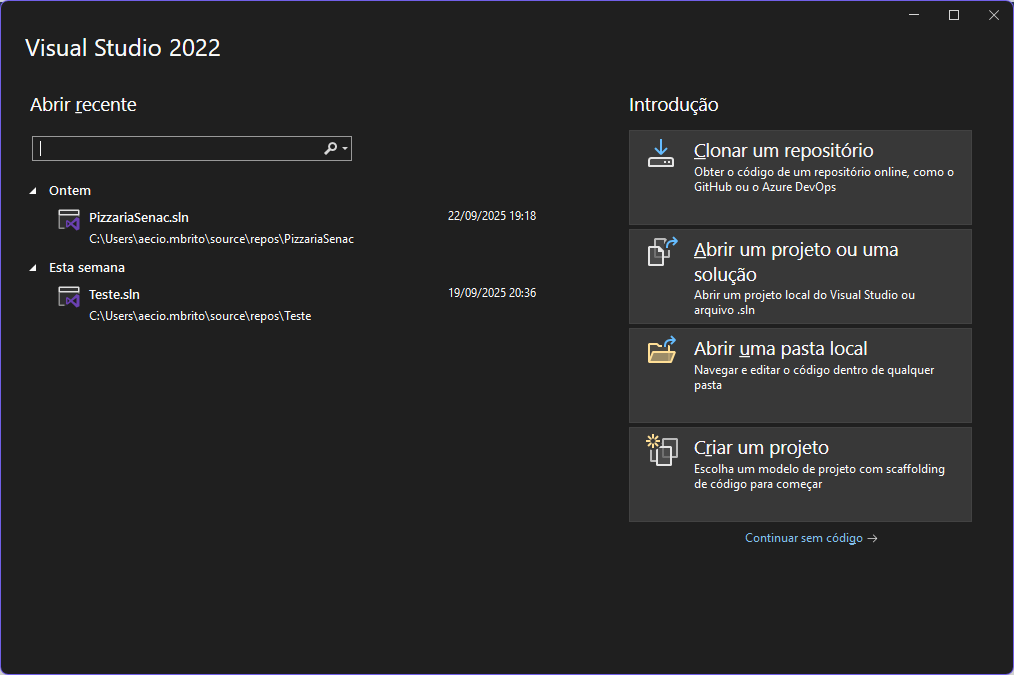 Visual Studio 2022
Abrir recente
Ontem
PizzariaSenac.sln 22/09/2025 19:18
C:\Users\aecio.mbrito\source\repos\PizzariaSenac
Esta semana
Teste.sln 19/09/2025 20:36
C:\Users\aecio.mbrito\source\repos\Teste
Introdução
Clonar um repositório
Obter o código de um repositório online, como o
GitHub ou o Azure DevOps
Abrir um projeto ou uma
solução
Abrir um projeto local do Visual Studio ou
arquivo .sln
Abrir uma pasta local
Navegar e editar o código dentro de qualquer
pasta
Criar um projeto
Escolha um modelo de projeto com scaffolding
de código para começar
Continuar sem código →